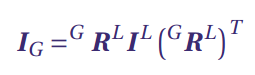 I_G = ^G R^L I^L (^G R^L)^T